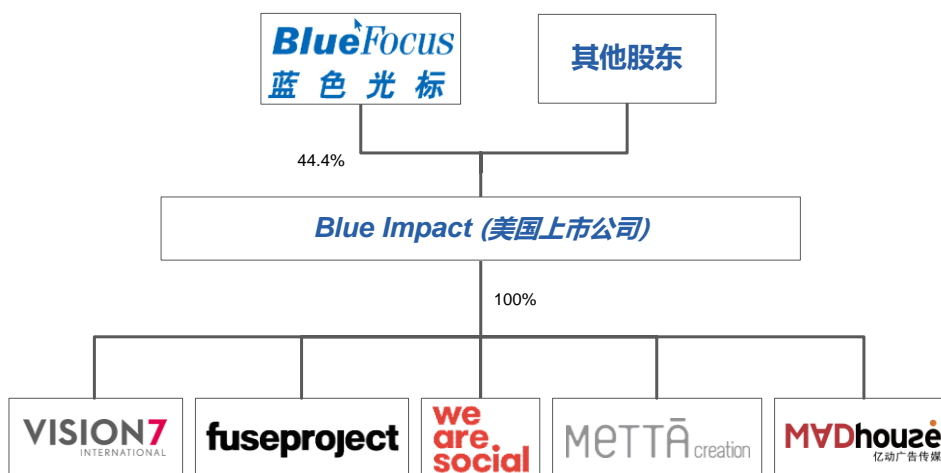 BlueFocus
蓝色光标
其他股东
44.4%
Blue Impact (美国上市公司)
100%
VISION7
INTERNATIONAL
fuseproject
we
are
social
METTĀ creation
MADhouse
亿动广告传媒